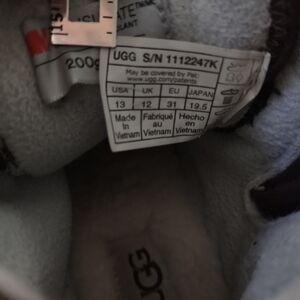 200g
15
UGG S/N 1112247K
May be covered by Pat:
www.ugg.com/patents
USA UK EU JAPAN
13 12 31 19.5
Made in Vietnam
Fabriqué au Vietnam
Hecho en Vietnam
UGG